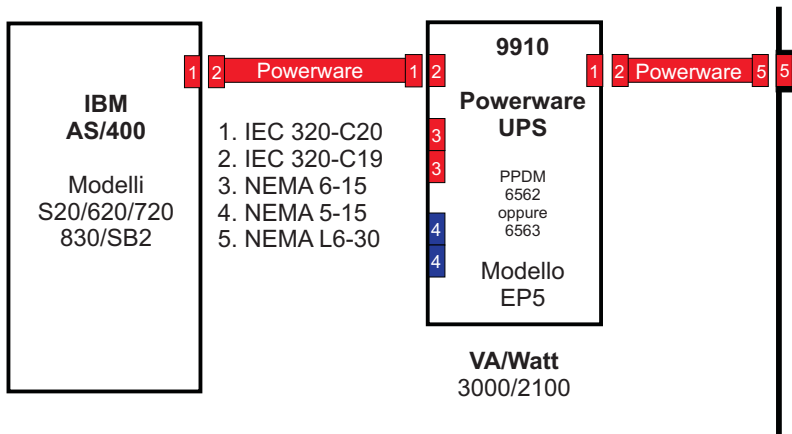 IBM
AS/400
Modelli
S20/620/720
830/SB2
1
2
Powerware
1
1. IEC 320-C20
2. IEC 320-C19
3. NEMA 6-15
4. NEMA 5-15
5. NEMA L6-30
2
3
3
4
4
9910
Powerware
UPS
PPDM
6562
oppure
6563
Modello
EP5
1
VA/Watt
3000/2100
2
Powerware
5
5